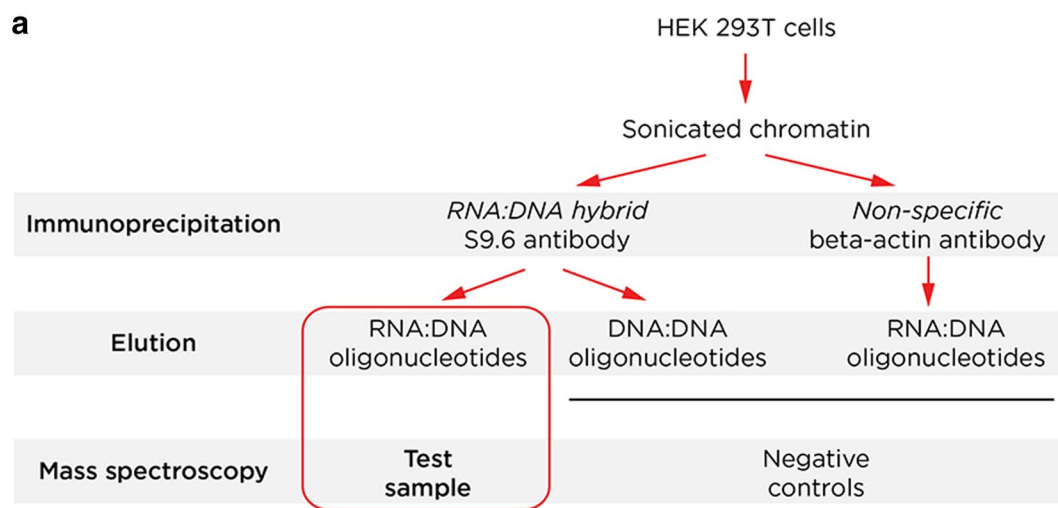 a
HEK 293T cells
Sonicated chromatin
Immunoprecipitation
RNA:DNA hybrid
S9.6 antibody
Non-specific
beta-actin antibody
Elution
RNA:DNA
oligonucleotides
DNA:DNA
oligonucleotides
RNA:DNA
oligonucleotides
Mass spectroscopy
Test
sample
Negative
controls